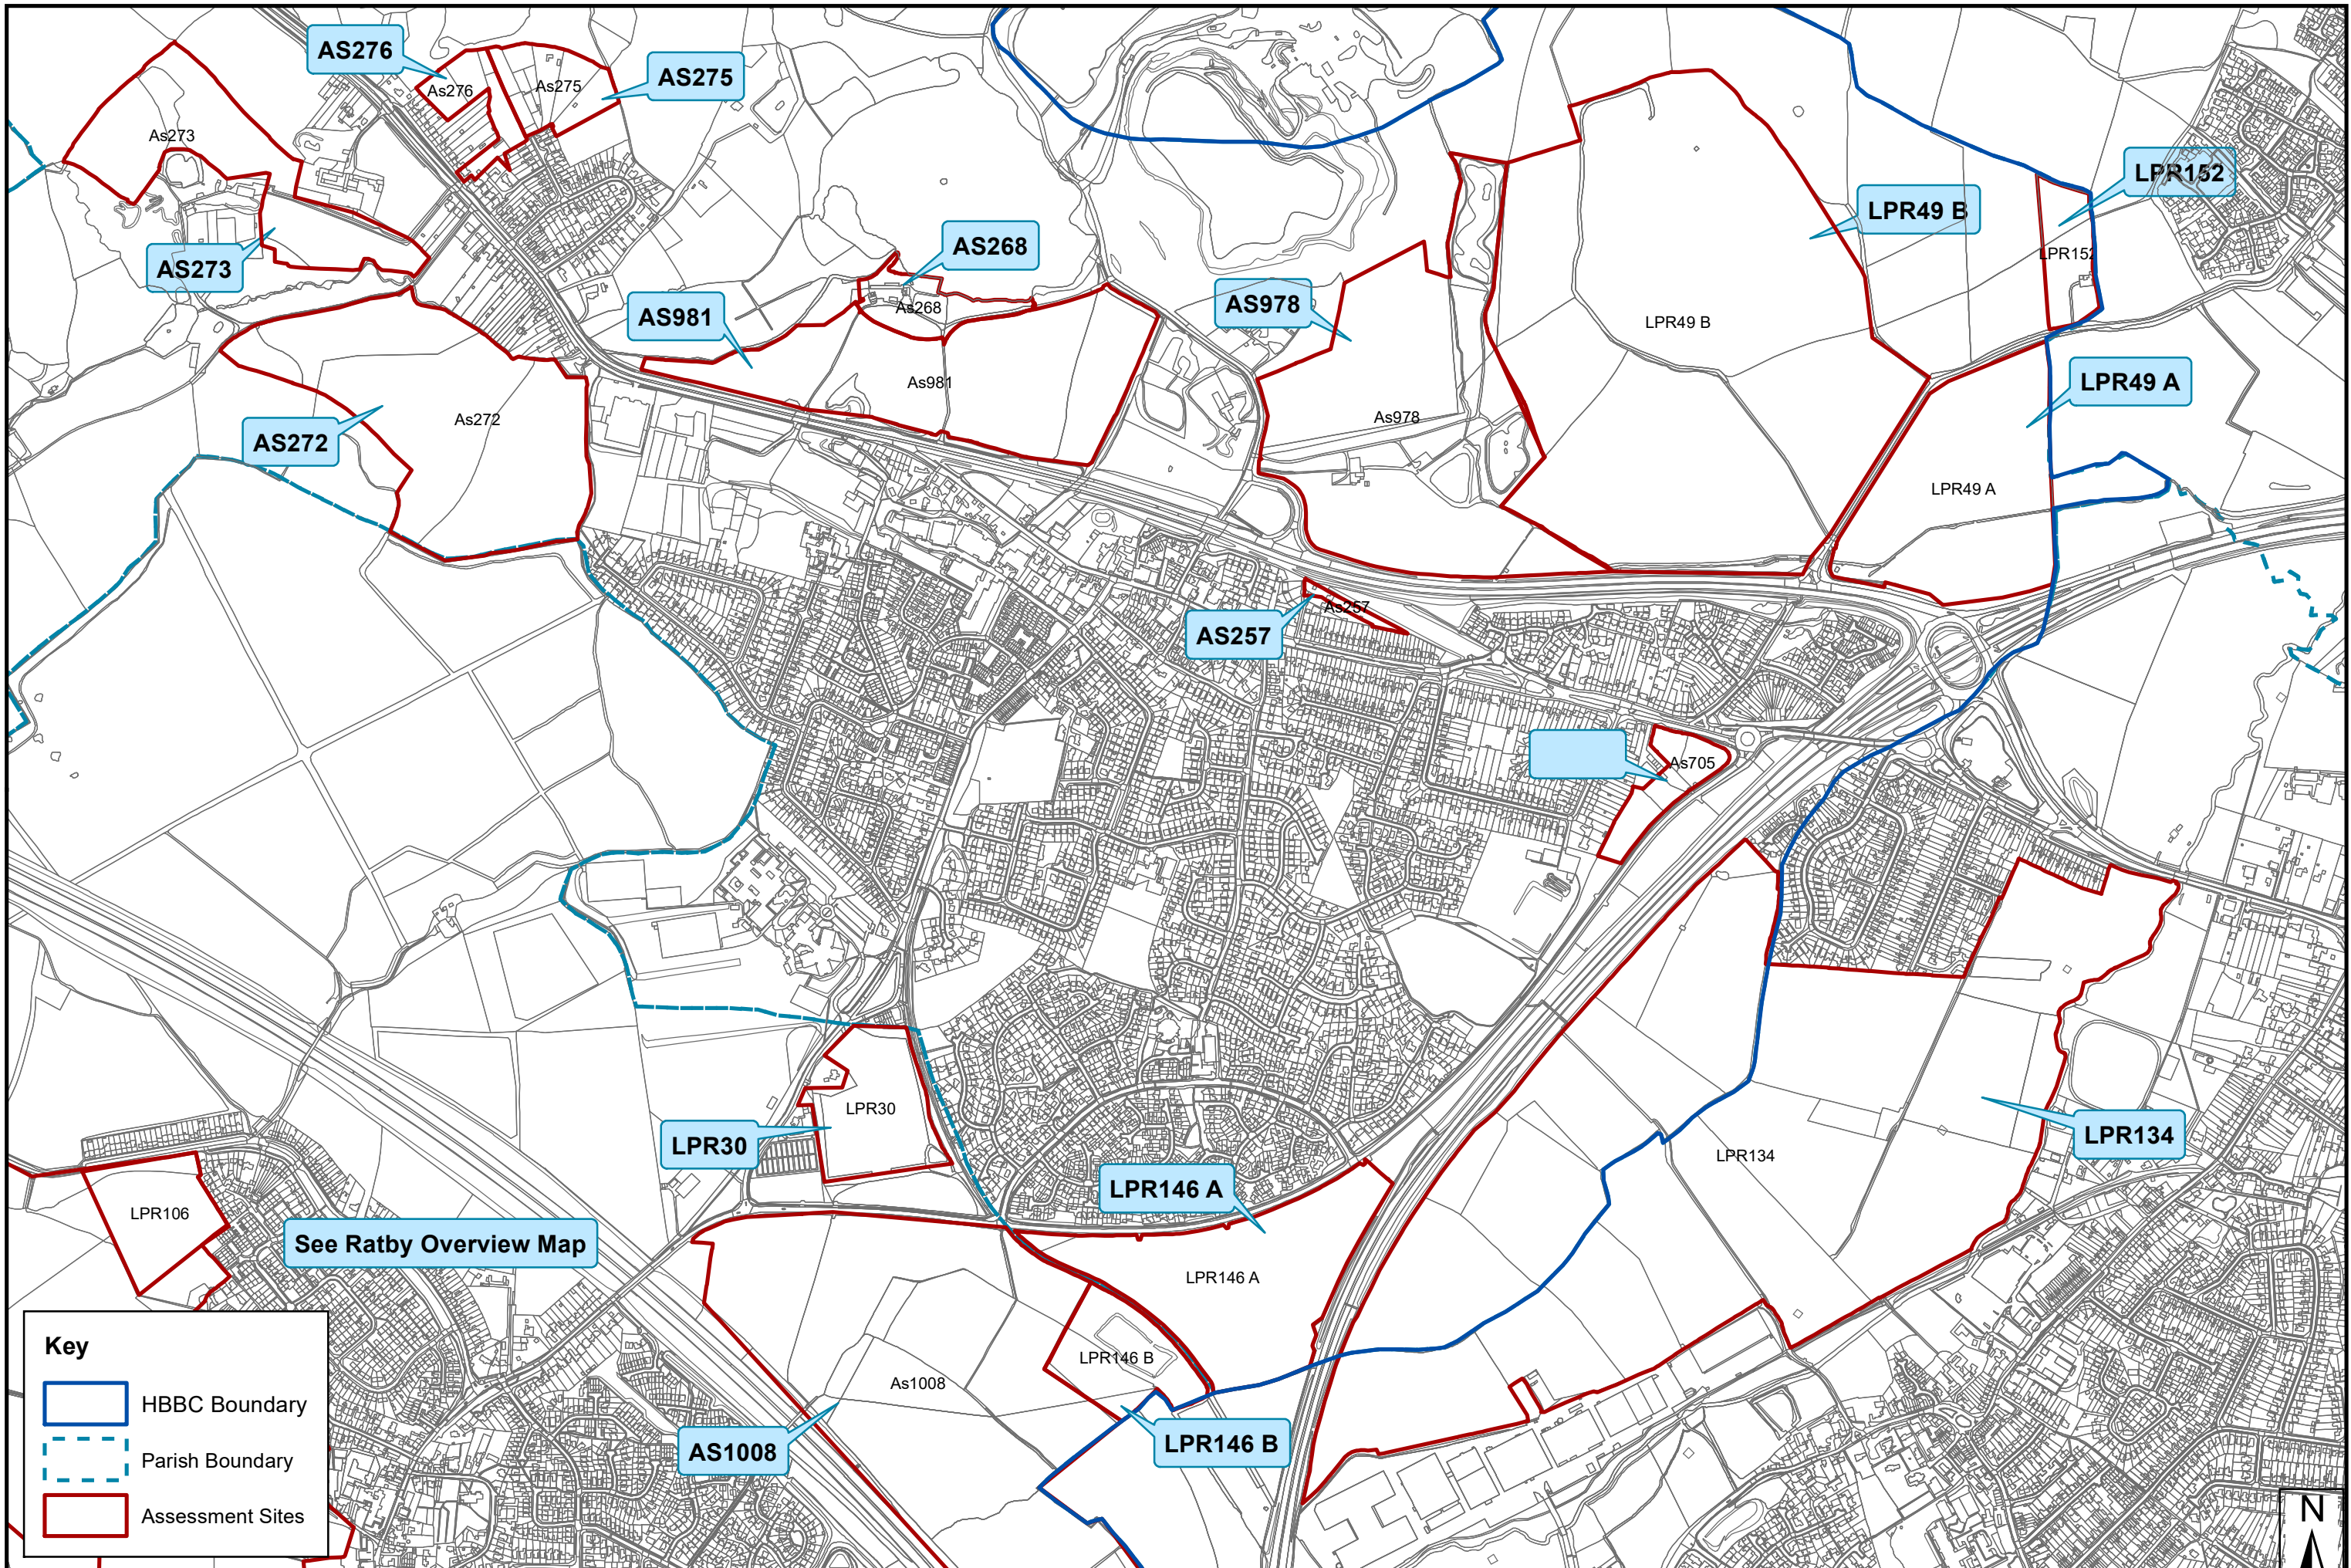 AS276
As276
As275
AS275
As273
AS273
LPR152
LPR152
LPR49 B
LPR49 B
AS268
As268
AS981
As981
AS978
As978
LPR49 A
LPR49 A
AS272
As272
AS257
As257
As705
LPR30
LPR30
LPR134
LPR134
LPR106
See Ratby Overview Map
LPR146 A
LPR146 A
LPR146 B
LPR146 B
As1008
AS1008
Key
HBBC Boundary
Parish Boundary
Assessment Sites
N